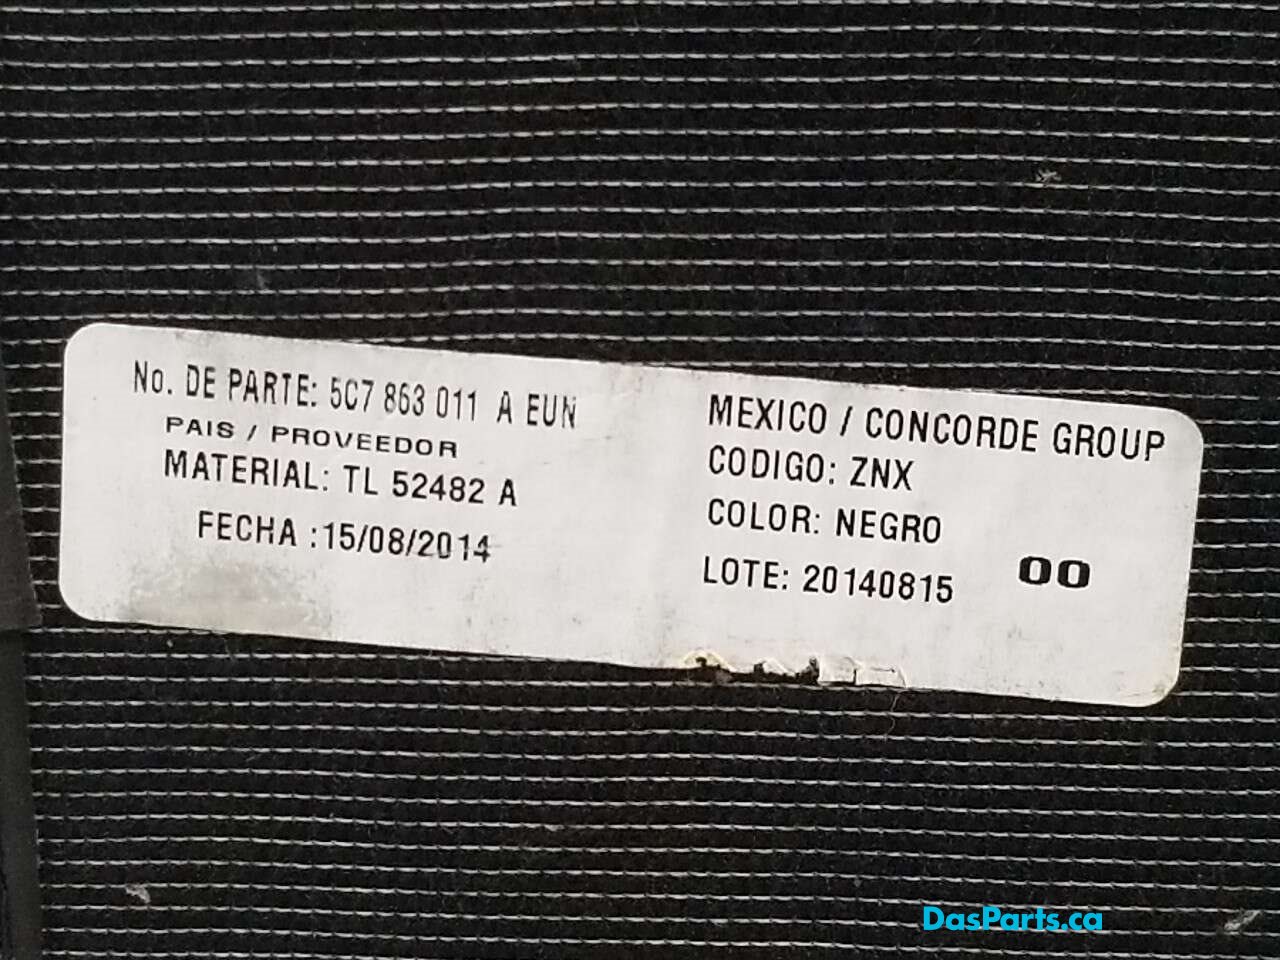 No. DE PARTE: 5C7 863 011 A EUN
PAIS / PROVEEDOR
MATERIAL: TL 52482 A
FECHA :15/08/2014
MEXICO / CONCORDE GROUP
CODIGO: ZNX
COLOR: NEGRO
LOTE: 20140815
00
DasParts.ca